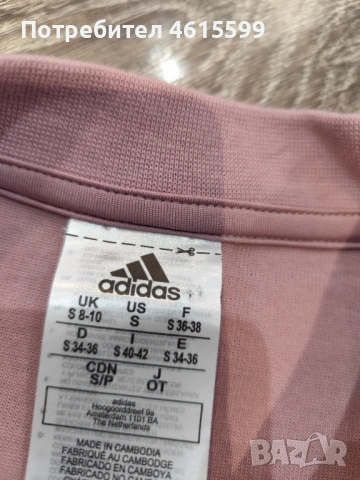 Потребител 4615599
adidas
UK US F
S 8-10 S S 36-38
D I E
S 34-36 S 40-42 S 34-36
CDN J
S/P OT
adidas
Hoogoorddreef 9a
Amsterdam 1101 BA
The Netherlands
MADE IN CAMBODIA
FABRIQUÉ AU CAMBODGE
FABRICADO EN CAMBOYA
BAZAR